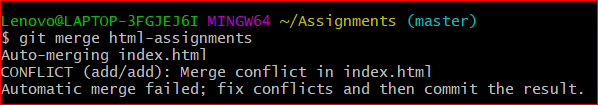 Lenovo@LAPTOP-3FGJEJ6I MINGW64 ~/Assignments (master)
$ git merge html-assignments
Auto-merging index.html
CONFLICT (add/add): Merge conflict in index.html
Automatic merge failed; fix conflicts and then commit the result.